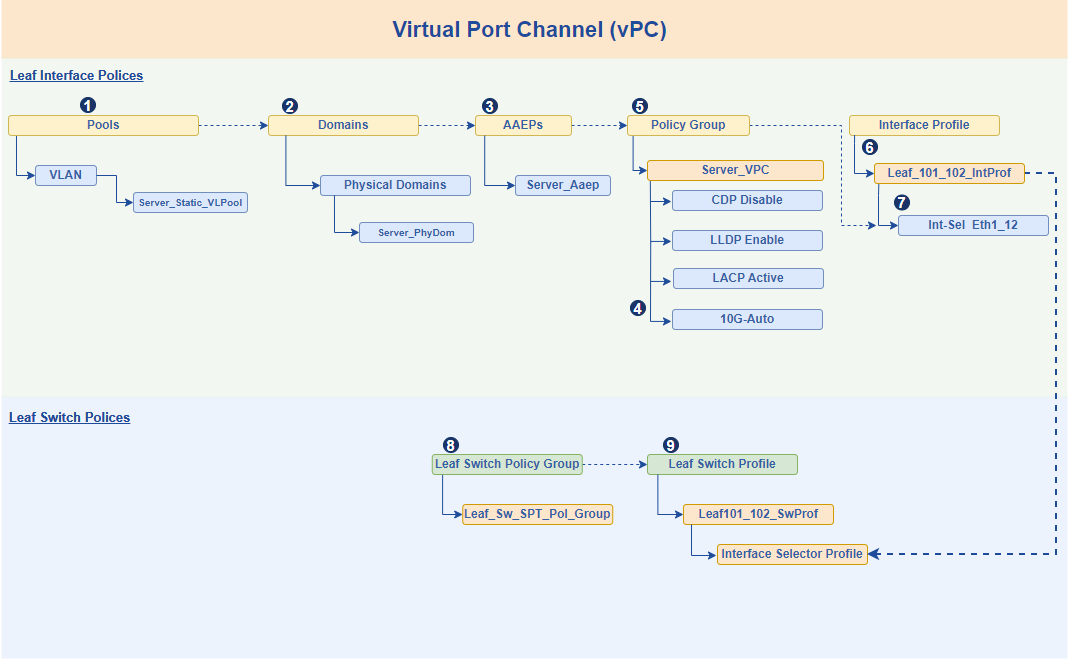 Virtual Port Channel (vPC)
Leaf Interface Polices
1
2
3
5
Pools
Domains
AAEPs
Policy Group
Interface Profile
6
VLAN
Physical Domains
Server_Aaep
Server_VPC
Leaf_101_102_IntProf
Server_Static_VLPool
CDP Disable
7
Server_PhyDom
LLDP Enable
Int-Sel Eth1_12
LACP Active
4
10G-Auto
Leaf Switch Polices
8
9
Leaf Switch Policy Group
Leaf Switch Profile
Leaf_Sw_SPT_Pol_Group
Leaf101_102_SwProf
Interface Selector Profile